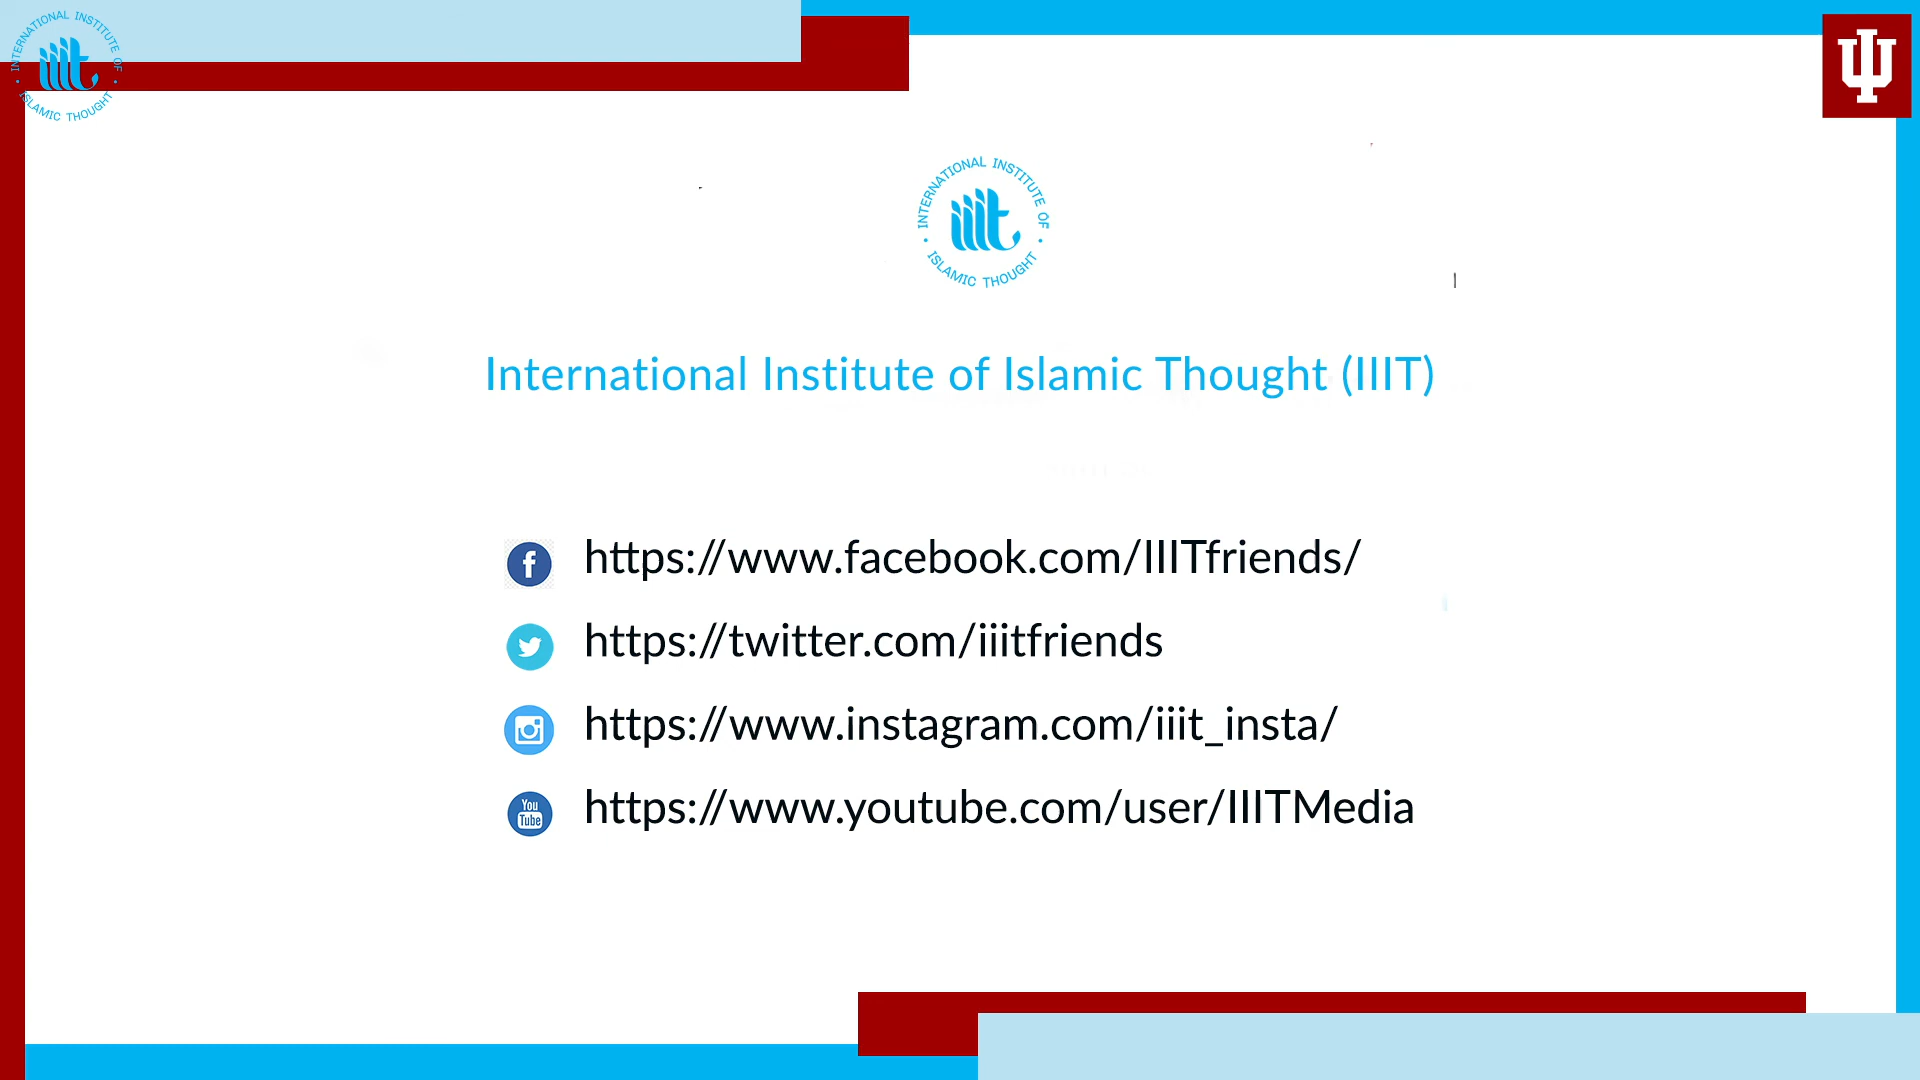 INTERNATIONAL INSTITUTE OF
iiit
ISLAMIC THOUGHT
INTERNATIONAL INSTITUTE OF
iiit
ISLAMIC THOUGHT
International Institute of Islamic Thought (IIIT)
https://www.facebook.com/IIITfriends/
https://twitter.com/iiitfriends
https://www.instagram.com/iiit_insta/
You
Tube
https://www.youtube.com/user/IIITMedia